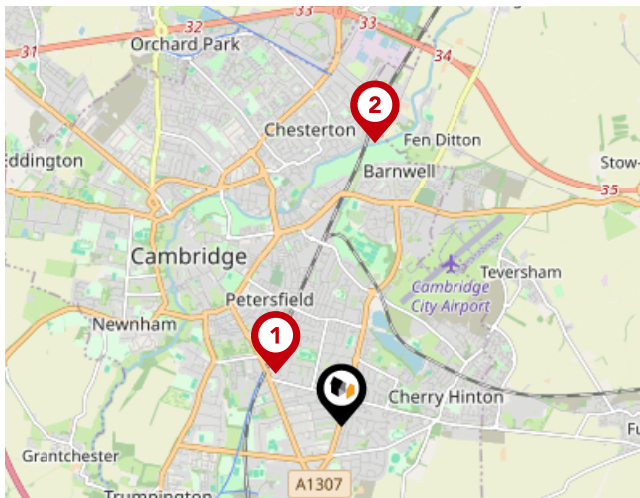 33
32
33
31
Orchard Park
34
2
Chesterton
Fen Ditton
Eddington
Barnwell
Stow-
35
Cambridge
Teversham
Cambridge
City Airport
Petersfield
Newnham
1
Cherry Hinton
Fu
Grantchester
A1307
Trumpington